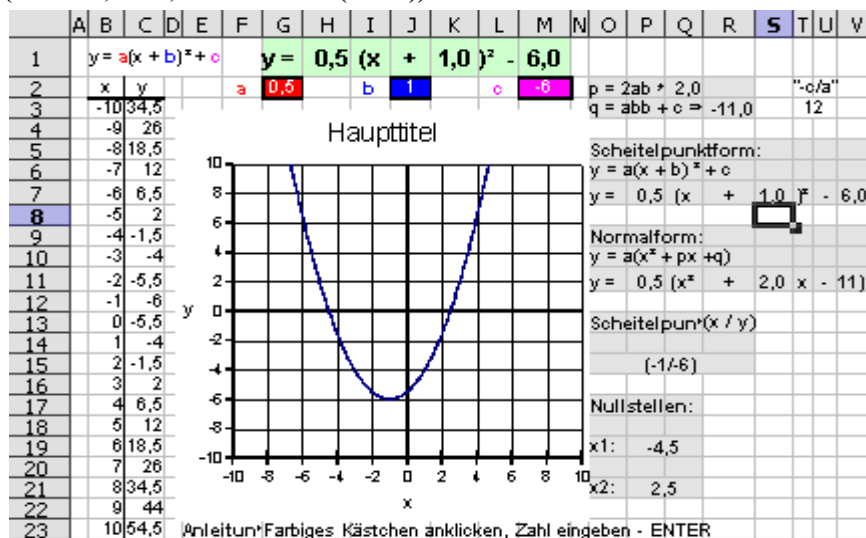 A B C D E F G H I J K L M N O P Q R S T U V
1 y = a(x + b)² + c y = 0,5 (x + 1,0 )² - 6,0
2 x y a 0,5 b 1 c -6 p = 2ab 2,0 "-c/a"
3 -10 34,5 q = abb + c = -11,0 12
4 -9 26 Haupttitel
5 -8 18,5 Scheitelpunktform:
6 -7 12 y = a(x + b)² + c
7 -6 6,5 y = 0,5 (x + 1,0 )² - 6,0
8 -5 2
9 -4 -1,5 Normalform:
10 -3 -4 y = a(x² + px +q)
11 -2 -5,5 y = 0,5 (x² + 2,0 x - 11)
12 -1 -6
13 0 -5,5 Scheitelpun (x / y)
14 1 -4
15 2 -1,5 (-1/-6)
16 3 2
17 4 6,5 Nullstellen:
18 5 12
19 6 18,5 x1: -4,5
20 7 26
21 8 34,5 x2: 2,5
22 9 44
23 10 54,5 Anleitun Farbiges Kästchen anklicken, Zahl eingeben - ENTER
10
8
6
4
2
y 0
-2
-4
-6
-8
-10
-10 -8 -6 -4 -2 0 2 4 6 8 10
x